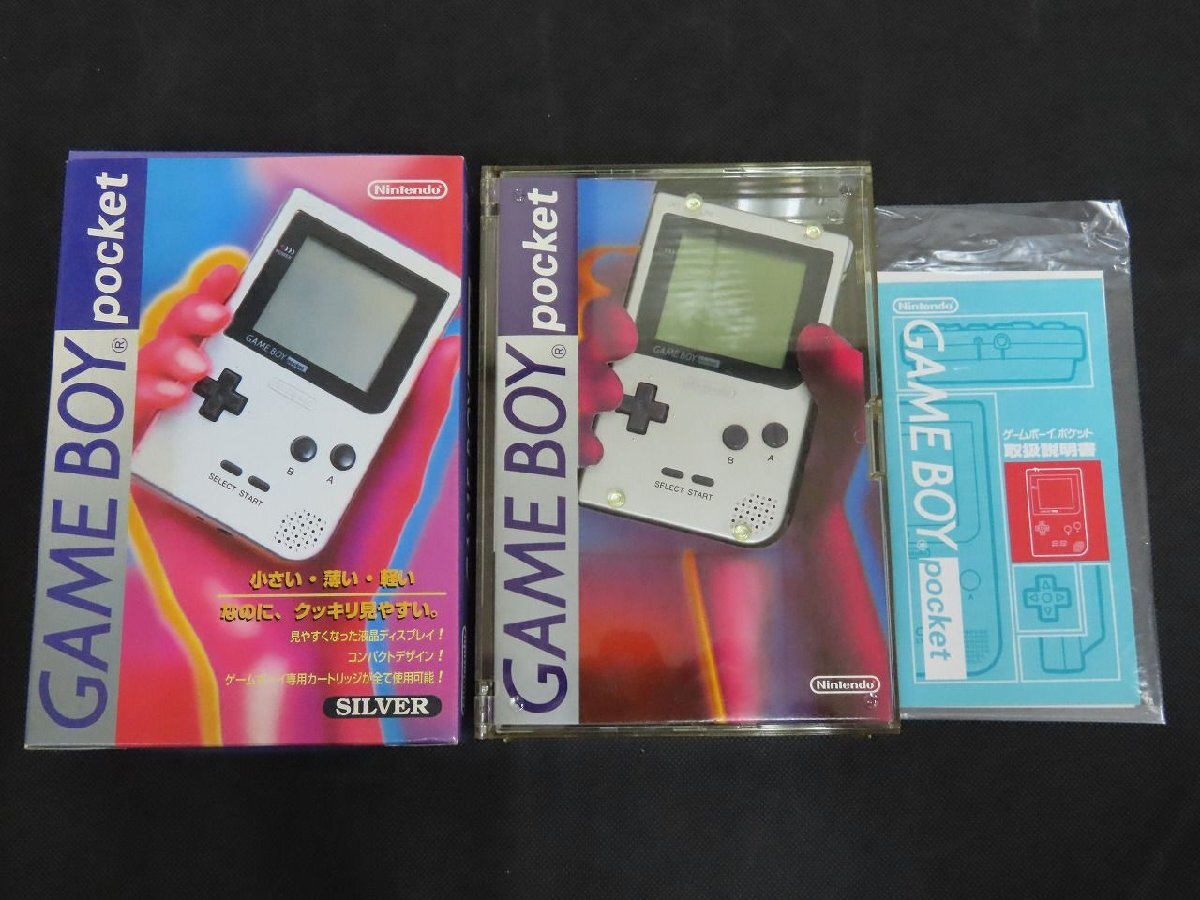 Nintendo
GAME BOY® pocket
POWER
GAME BOY pocket
B
A
SELECT START
小さい・薄い・軽い
なのに、クッキリ見やすい。
見やすくなった液晶ディスプレイ!
コンパクトデザイン!
ゲームボーイ専用カートリッジが全て使用可能!
SILVER
GAME BOY® pocket
GAME BOY pocket
B
A
SELECT START
Nintendo
Nintendo
GAME BOY® pocket
ゲームボーイ®ポケット
取扱説明書
A